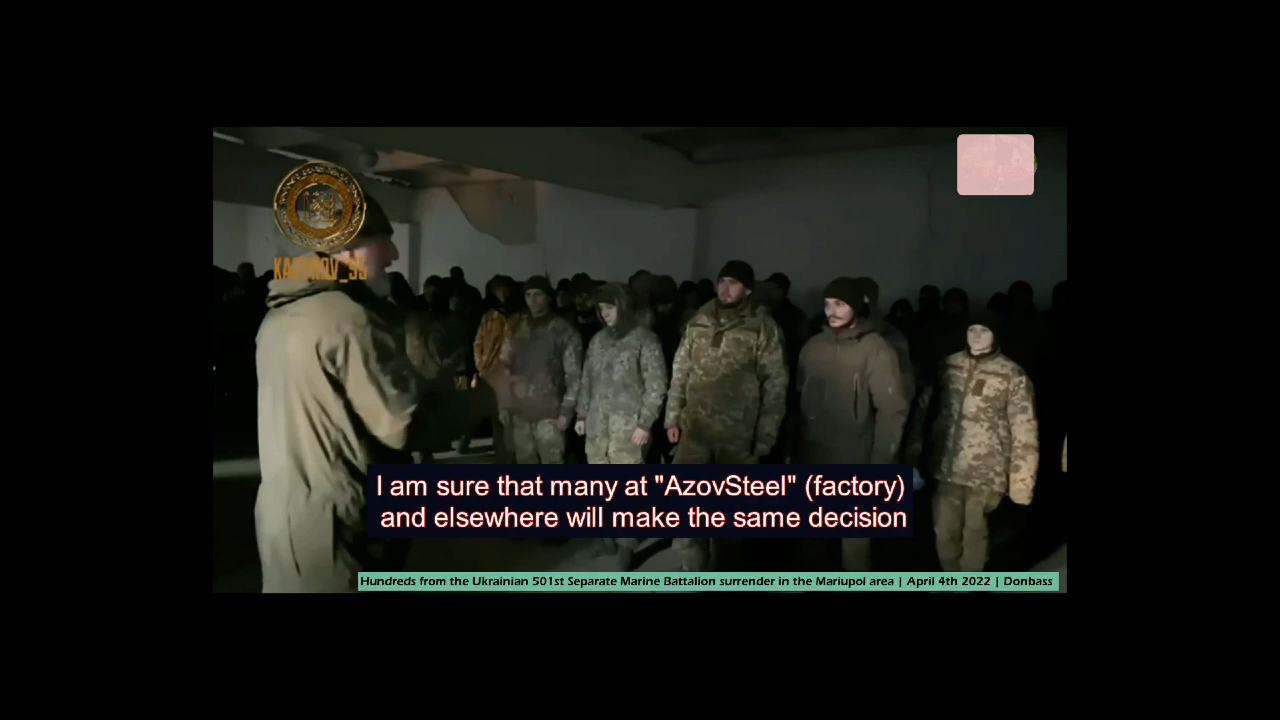 KADYROV_95
I am sure that many at "AzovSteel" (factory)
and elsewhere will make the same decision
Hundreds from the Ukrainian 501st Separate Marine Battalion surrender in the Mariupol area | April 4th 2022 | Donbass